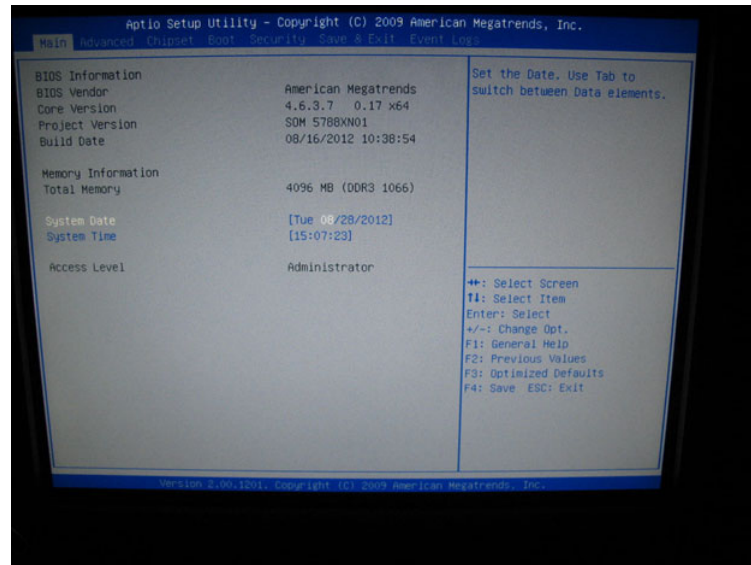 Aptio Setup Utility - Copyright (C) 2009 American Megatrends, Inc.
Main Advanced Chipset Boot Security Save & Exit Event Logs
BIOS Information
BIOS Vendor American Megatrends
Core Version 4.6.3.7 0.17 x64
Project Version SOM 5788XN01
Build Date 08/16/2012 10:38:54
Memory Information
Total Memory 4096 MB (DDR3 1066)
System Date [Tue 08/28/2012]
System Time [15:07:23]
Access Level Administrator
Set the Date. Use Tab to
switch between Data elements.
→←: Select Screen
↑↓: Select Item
Enter: Select
+/-: Change Opt.
F1: General Help
F2: Previous Values
F3: Optimized Defaults
F4: Save ESC: Exit
Version 2.00.1201. Copyright (C) 2009 American Megatrends, Inc.